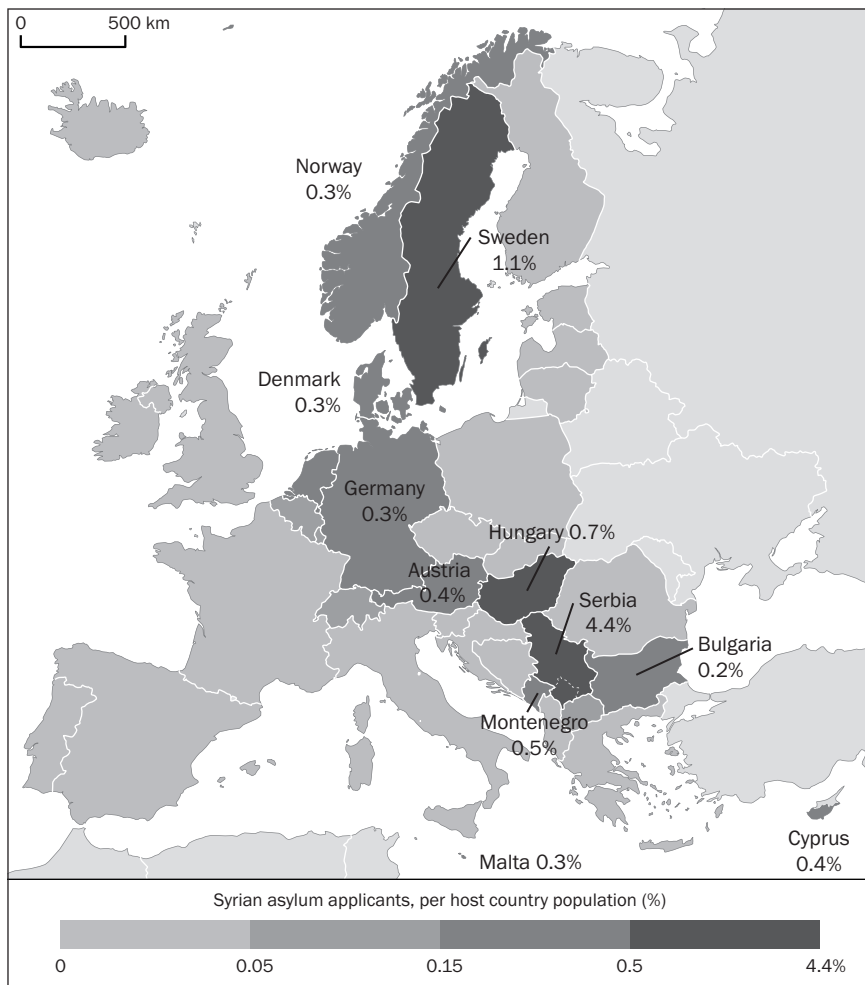 0 500 km
Norway
0.3%
Sweden
1.1%
Denmark
0.3%
Germany
0.3%
Hungary 0.7%
Austria
0.4%
Serbia
4.4%
Bulgaria
0.2%
Montenegro
0.5%
Cyprus
0.4%
Malta 0.3%
Syrian asylum applicants, per host country population (%)
0 0.05 0.15 0.5 4.4%